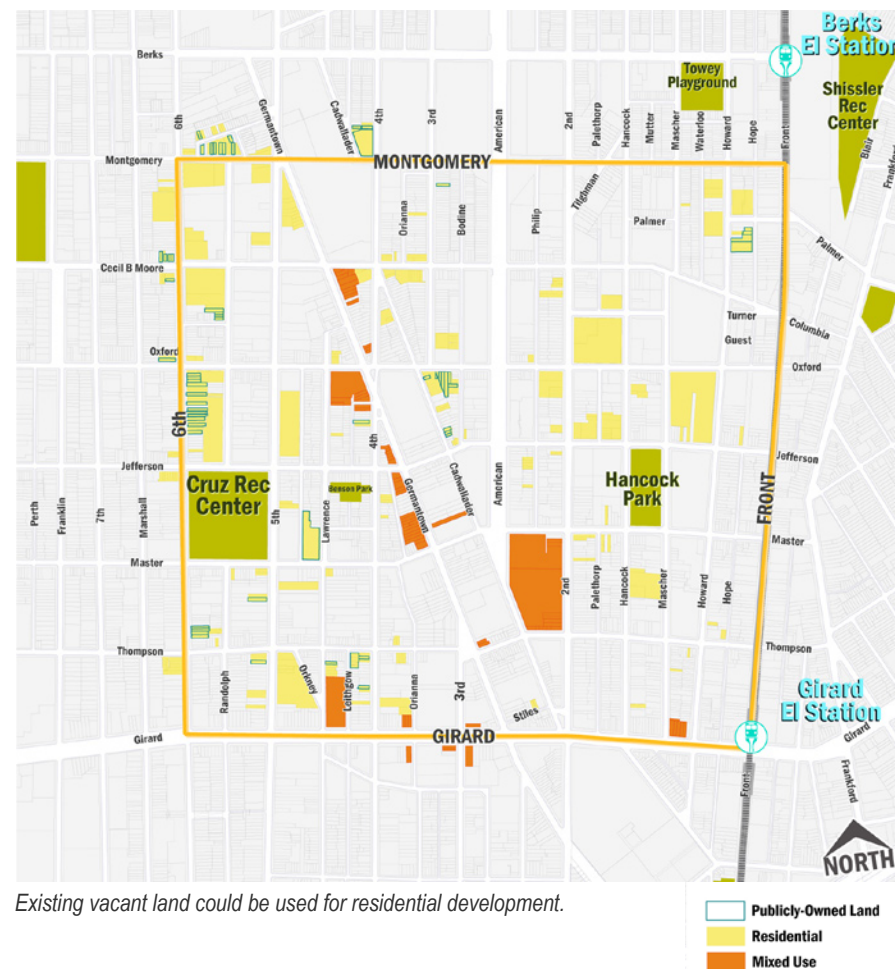 Berks
El Station
Berks
Towey
Playground
Shissler
Rec
Center
6th
Germantown
Cadwallader
4th
3rd
American
2nd
Palethorp
Hancock
Mutter
Mascher
Waterloo
Howard
Hope
Front
Blair
Frankford
Montgomery
MONTGOMERY
Tilghman
Orianna
Bodine
Philip
Palmer
Palmer
Cecil B Moore
Turner
Guest
Columbia
Oxford
Oxford
6th
4th
Jefferson
Jefferson
Cruz Rec
Center
Beeson Park
Germantown
Cadwallader
American
Hancock
Park
FRONT
Perth
Franklin
7th
Marshall
5th
Lawrence
Master
Master
2nd
Palethorp
Hancock
Mascher
Howard
Hope
Thompson
Thompson
Randolph
Orkney
Leithgow
Orianna
3rd
Stiles
Girard
El Station
Girard
GIRARD
Girard
Front
Frankford
NORTH
Existing vacant land could be used for residential development.
Publicly-Owned Land
Residential
Mixed Use